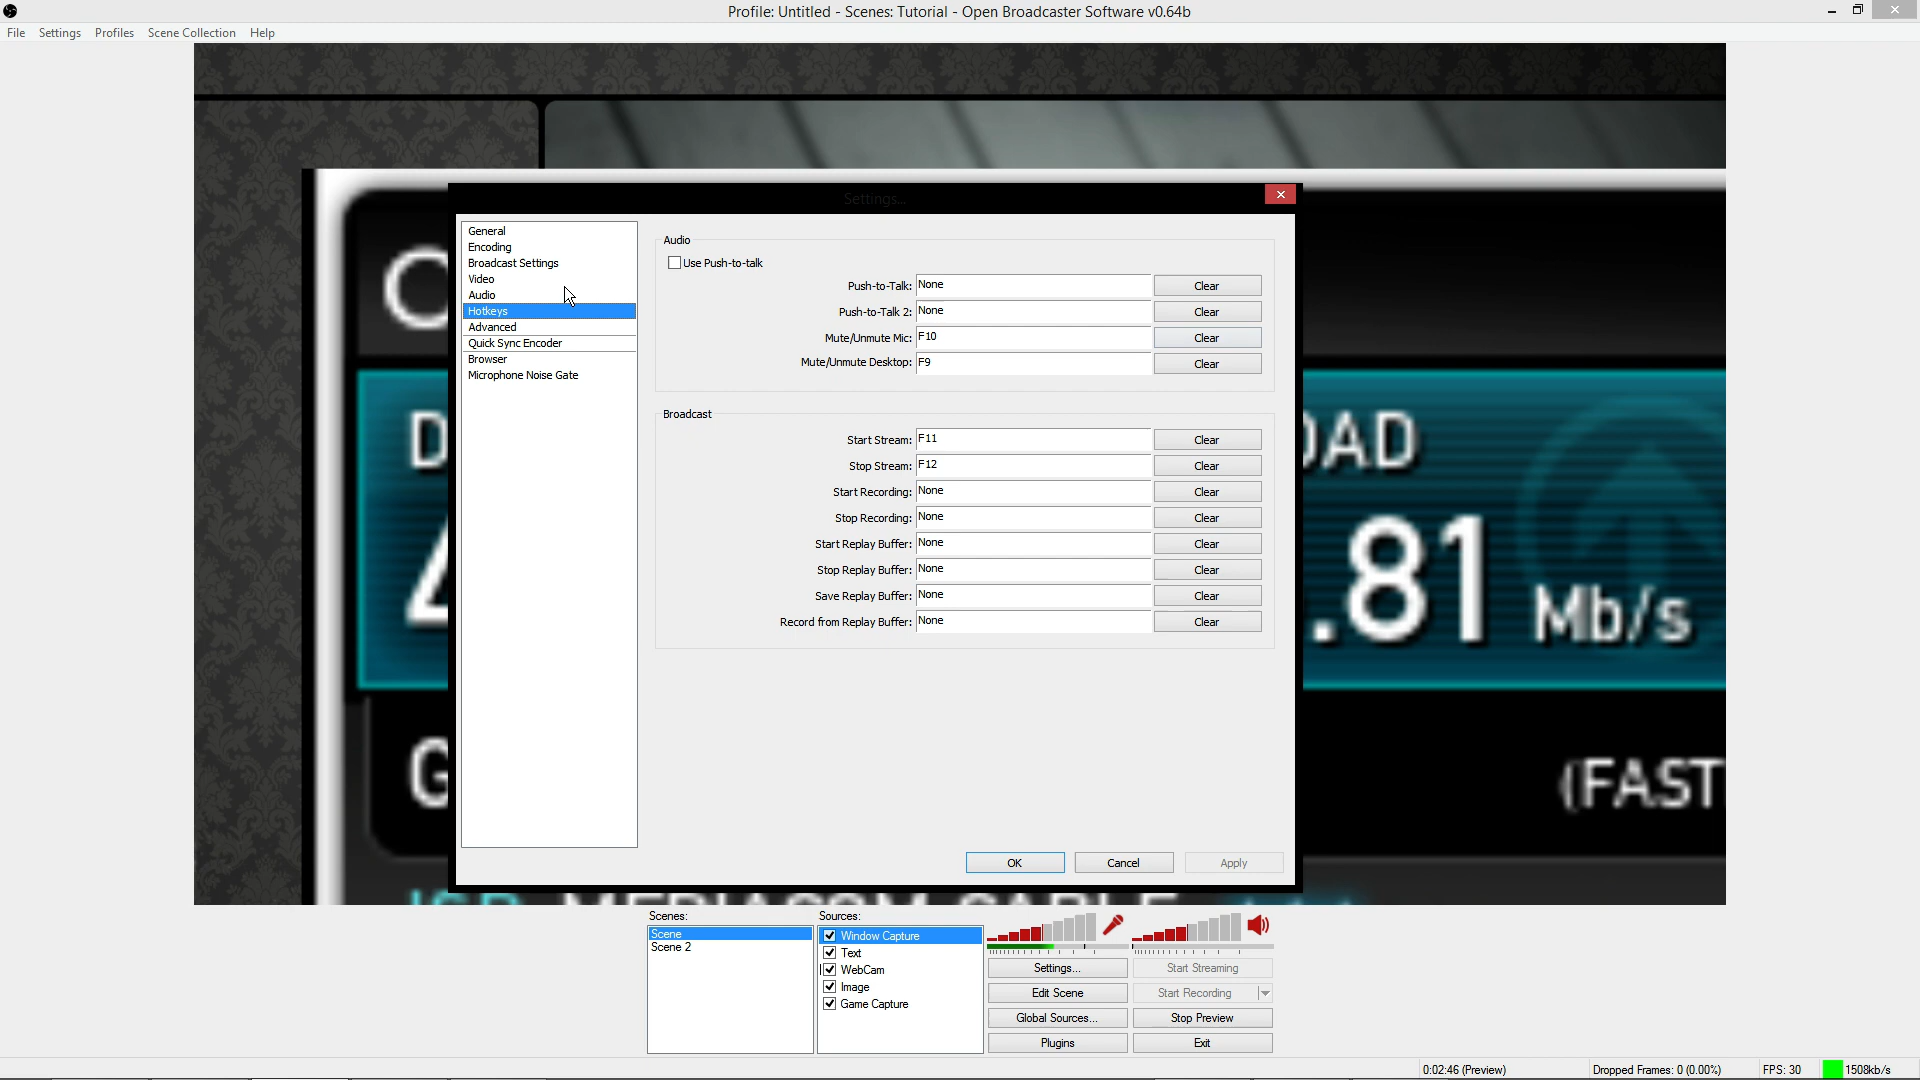 Profile: Untitled - Scenes: Tutorial - Open Broadcaster Software v0.64b
File Settings Profiles Scene Collection Help
Settings...
General
Encoding
Broadcast Settings
Video
Audio
Hotkeys
Advanced
Quick Sync Encoder
Browser
Microphone Noise Gate
Audio
Use Push-to-talk
Push-to-Talk: None Clear
Push-to-Talk 2: None Clear
Mute/Unmute Mic: F10 Clear
Mute/Unmute Desktop: F9 Clear
Broadcast
Start Stream: F11 Clear
Stop Stream: F12 Clear
Start Recording: None Clear
Stop Recording: None Clear
Start Replay Buffer: None Clear
Stop Replay Buffer: None Clear
Save Replay Buffer: None Clear
Record from Replay Buffer: None Clear
OK Cancel Apply
OAD
.81
Mb/s
(FAST
Scenes:
Scene
Scene 2
Sources:
Window Capture
Text
WebCam
Image
Game Capture
Settings... Start Streaming
Edit Scene Start Recording
Global Sources... Stop Preview
Plugins Exit
0:02:46 (Preview) Dropped Frames: 0 (0.00%) FPS: 30 1508kb/s